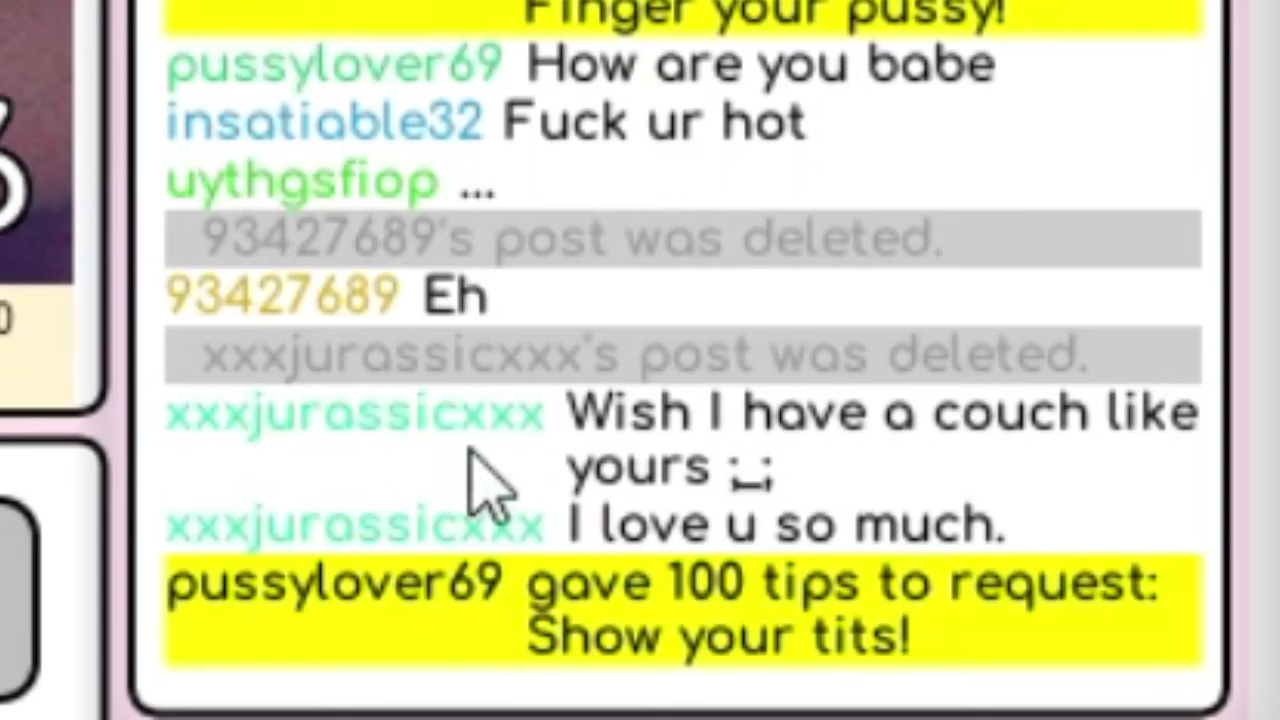 Finger your pussy!
pussylover69 How are you babe
insatiable32 Fuck ur hot
uythgsfiop ...
93427689's post was deleted.
6
93427689 Eh
0
xxxjurassicxxx's post was deleted.
xxxjurassicxxx Wish I have a couch like
yours ;_;
xxxjurassicxxx I love u so much.
pussylover69 gave 100 tips to request:
Show your tits!